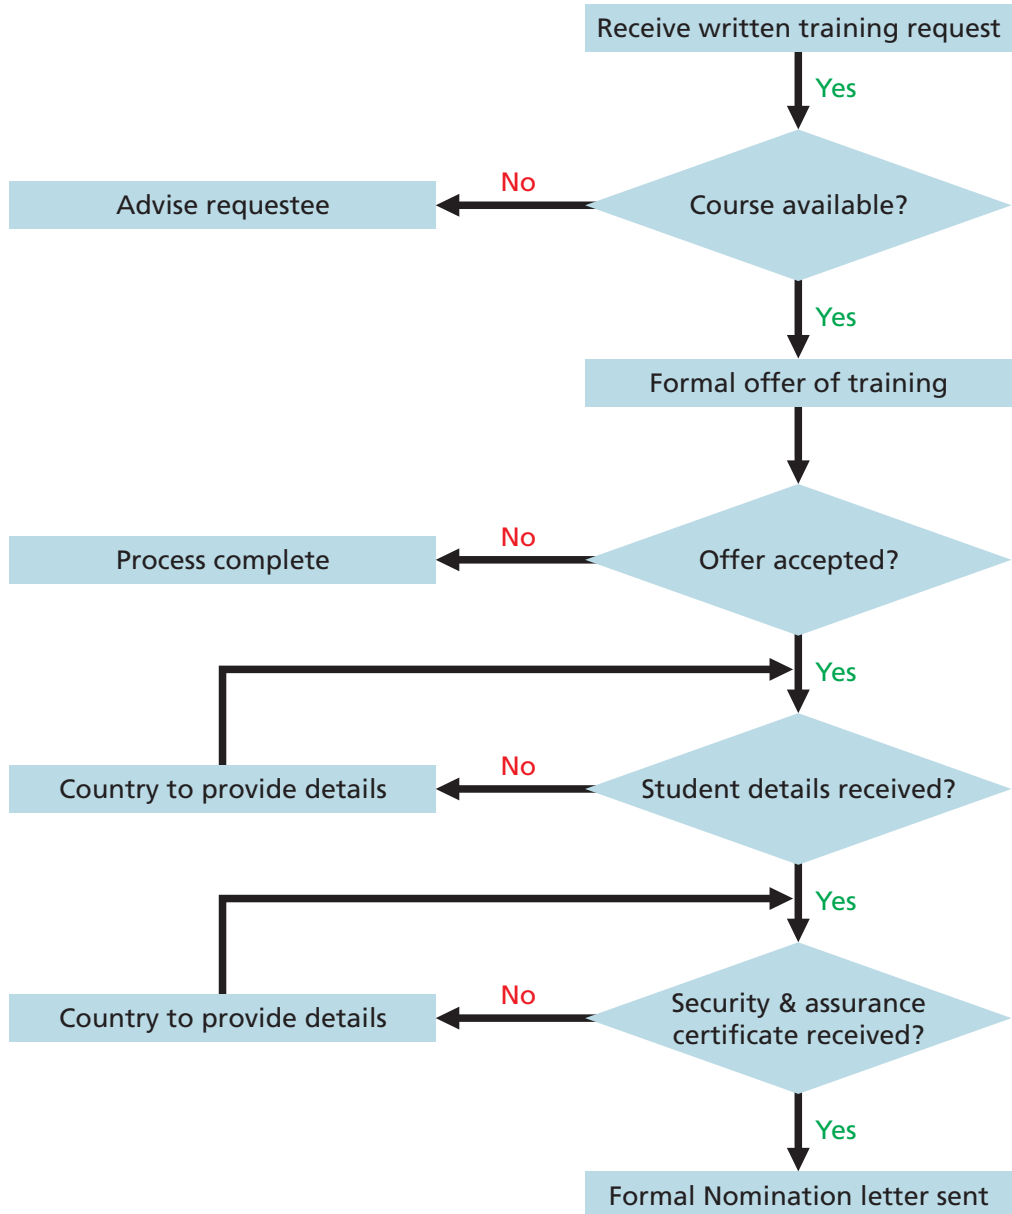 Receive written training request
Yes
No
Advise requestee
Course available?
Yes
Formal offer of training
No
Process complete
Offer accepted?
Yes
No
Country to provide details
Student details received?
Yes
No
Country to provide details
Security & assurance
certificate received?
Yes
Formal Nomination letter sent